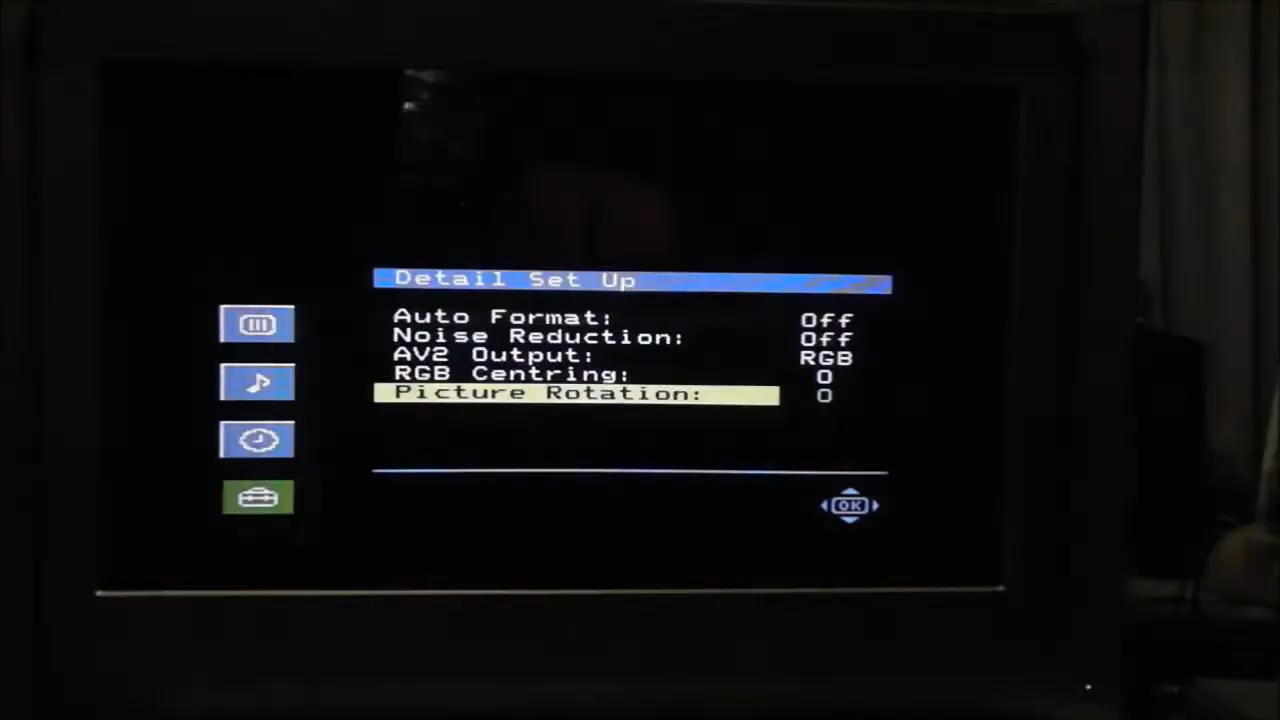 Detail Set Up
Auto Format: Off
Noise Reduction: Off
AV2 Output: RGB
RGB Centring: 0
Picture Rotation: 0
OK